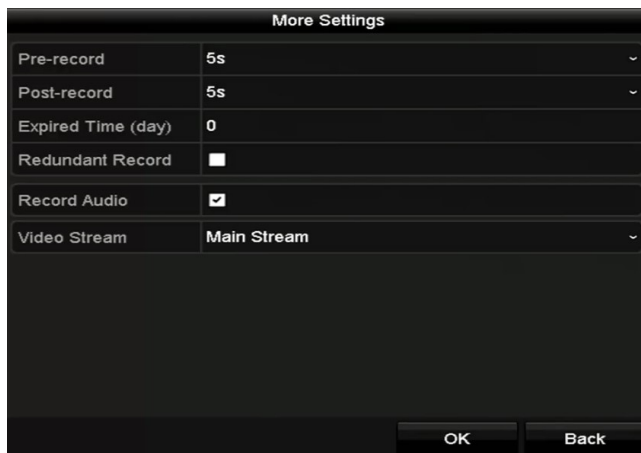 More Settings
Pre-record 5s
Post-record 5s
Expired Time (day) 0
Redundant Record
Record Audio
Video Stream Main Stream
OK Back